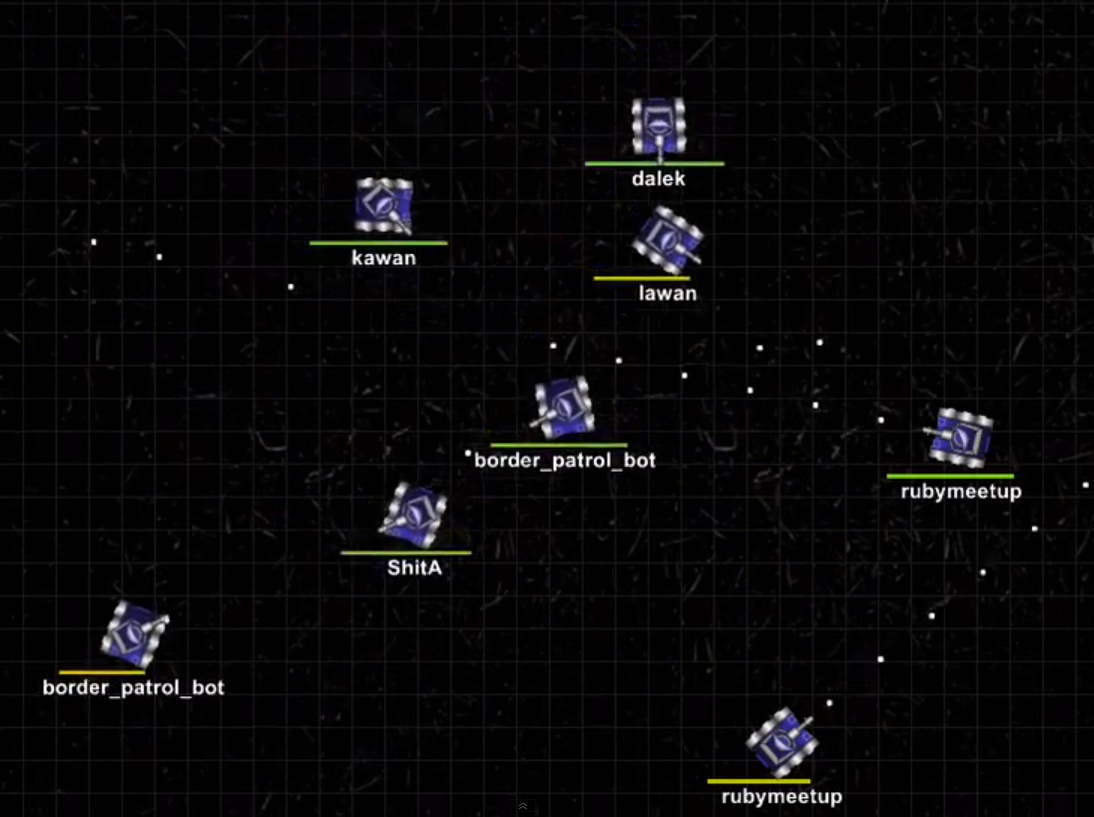 dalek
kawan
lawan
border_patrol_bot
rubymeetup
ShitA
border_patrol_bot
rubymeetup